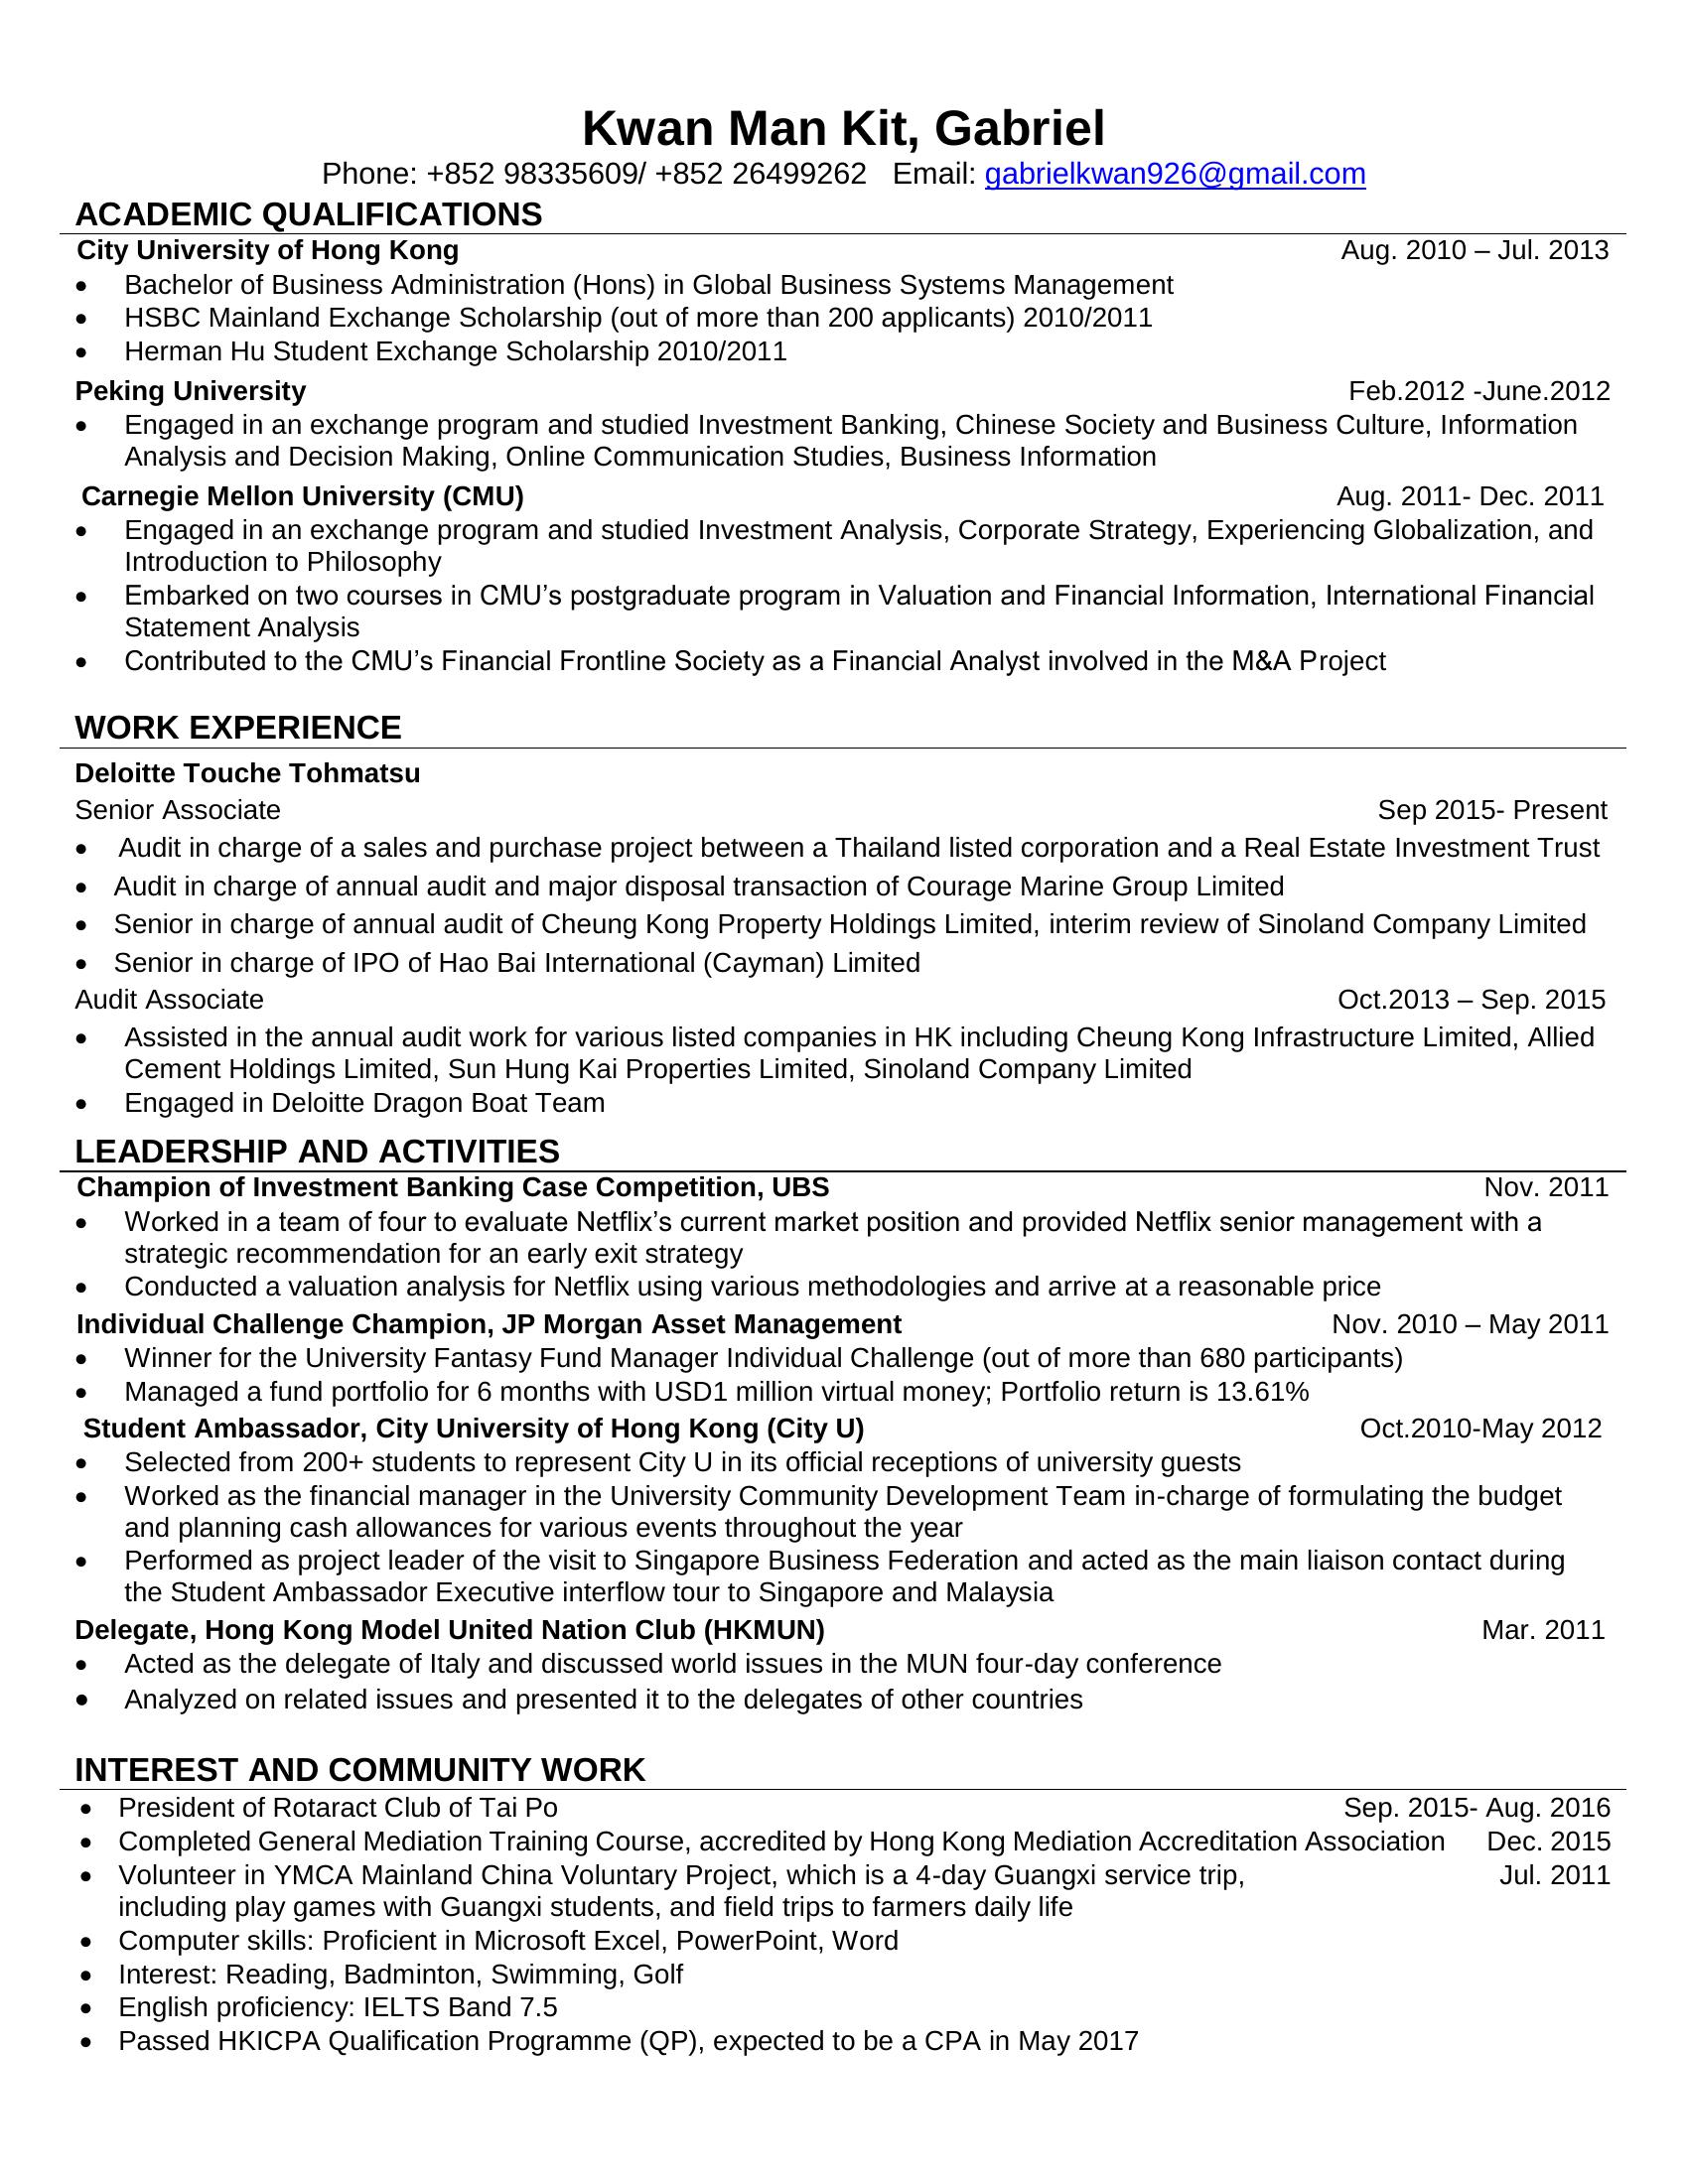 Kwan Man Kit, Gabriel
Phone: +852 98335609/ +852 26499262 Email: gabrielkwan926@gmail.com
ACADEMIC QUALIFICATIONS
City University of Hong Kong Aug. 2010 – Jul. 2013
• Bachelor of Business Administration (Hons) in Global Business Systems Management
• HSBC Mainland Exchange Scholarship (out of more than 200 applicants) 2010/2011
• Herman Hu Student Exchange Scholarship 2010/2011
Peking University Feb.2012 -June.2012
• Engaged in an exchange program and studied Investment Banking, Chinese Society and Business Culture, Information
Analysis and Decision Making, Online Communication Studies, Business Information
Carnegie Mellon University (CMU) Aug. 2011- Dec. 2011
• Engaged in an exchange program and studied Investment Analysis, Corporate Strategy, Experiencing Globalization, and
Introduction to Philosophy
• Embarked on two courses in CMU’s postgraduate program in Valuation and Financial Information, International Financial
Statement Analysis
• Contributed to the CMU’s Financial Frontline Society as a Financial Analyst involved in the M&A Project
WORK EXPERIENCE
Deloitte Touche Tohmatsu
Senior Associate Sep 2015- Present
• Audit in charge of a sales and purchase project between a Thailand listed corporation and a Real Estate Investment Trust
• Audit in charge of annual audit and major disposal transaction of Courage Marine Group Limited
• Senior in charge of annual audit of Cheung Kong Property Holdings Limited, interim review of Sinoland Company Limited
• Senior in charge of IPO of Hao Bai International (Cayman) Limited
Audit Associate Oct.2013 – Sep. 2015
• Assisted in the annual audit work for various listed companies in HK including Cheung Kong Infrastructure Limited, Allied
Cement Holdings Limited, Sun Hung Kai Properties Limited, Sinoland Company Limited
• Engaged in Deloitte Dragon Boat Team
LEADERSHIP AND ACTIVITIES
Champion of Investment Banking Case Competition, UBS Nov. 2011
• Worked in a team of four to evaluate Netflix’s current market position and provided Netflix senior management with a
strategic recommendation for an early exit strategy
• Conducted a valuation analysis for Netflix using various methodologies and arrive at a reasonable price
Individual Challenge Champion, JP Morgan Asset Management Nov. 2010 – May 2011
• Winner for the University Fantasy Fund Manager Individual Challenge (out of more than 680 participants)
• Managed a fund portfolio for 6 months with USD1 million virtual money; Portfolio return is 13.61%
Student Ambassador, City University of Hong Kong (City U) Oct.2010-May 2012
• Selected from 200+ students to represent City U in its official receptions of university guests
• Worked as the financial manager in the University Community Development Team in-charge of formulating the budget
and planning cash allowances for various events throughout the year
• Performed as project leader of the visit to Singapore Business Federation and acted as the main liaison contact during
the Student Ambassador Executive interflow tour to Singapore and Malaysia
Delegate, Hong Kong Model United Nation Club (HKMUN) Mar. 2011
• Acted as the delegate of Italy and discussed world issues in the MUN four-day conference
• Analyzed on related issues and presented it to the delegates of other countries
INTEREST AND COMMUNITY WORK
• President of Rotaract Club of Tai Po Sep. 2015- Aug. 2016
• Completed General Mediation Training Course, accredited by Hong Kong Mediation Accreditation Association Dec. 2015
• Volunteer in YMCA Mainland China Voluntary Project, which is a 4-day Guangxi service trip, Jul. 2011
including play games with Guangxi students, and field trips to farmers daily life
• Computer skills: Proficient in Microsoft Excel, PowerPoint, Word
• Interest: Reading, Badminton, Swimming, Golf
• English proficiency: IELTS Band 7.5
• Passed HKICPA Qualification Programme (QP), expected to be a CPA in May 2017